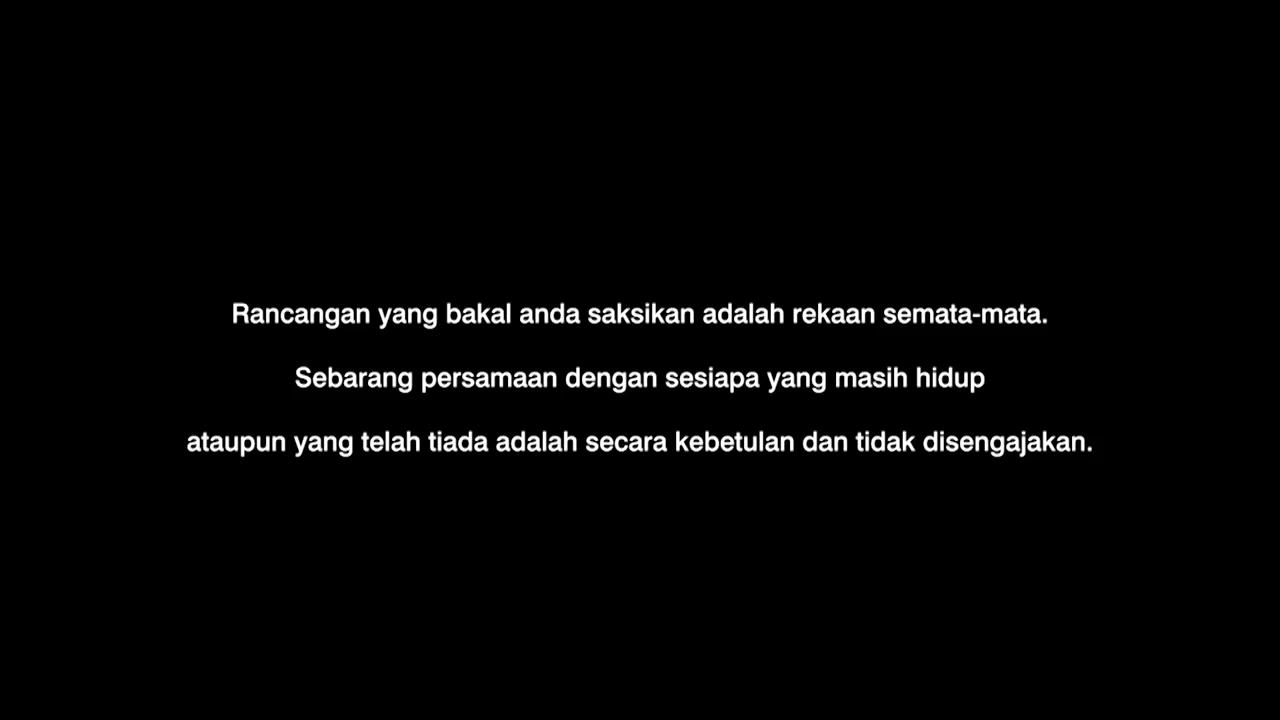 Rancangan yang bakal anda saksikan adalah rekaan semata-mata.
Sebarang persamaan dengan sesiapa yang masih hidup
ataupun yang telah tiada adalah secara kebetulan dan tidak disengajakan.